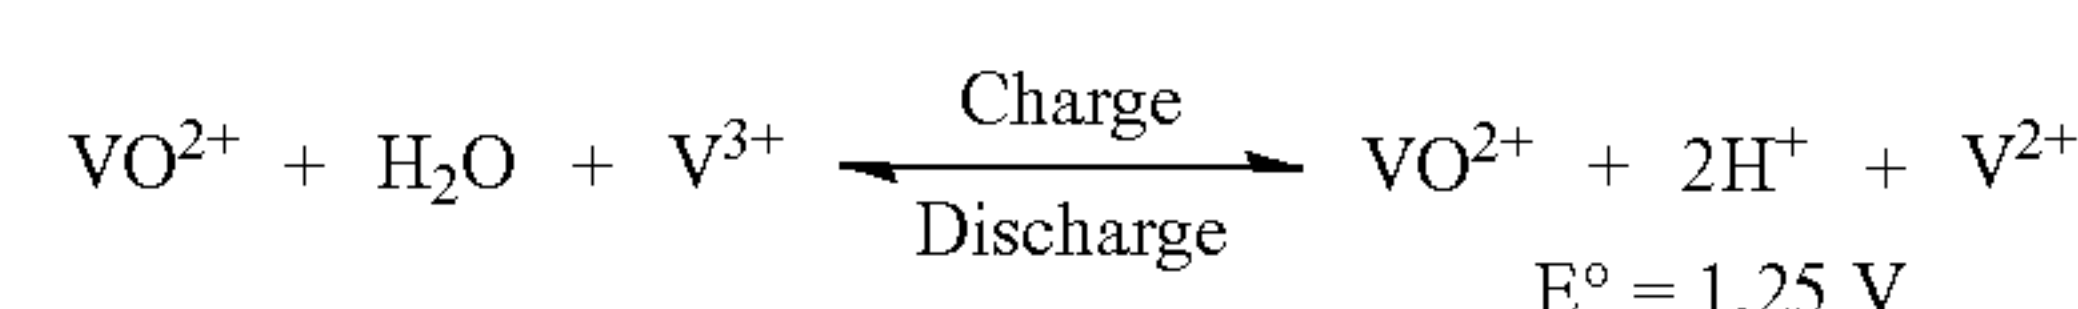 Charge
VO²⁺ + H₂O + V³⁺ ⇌ VO²⁺ + 2H⁺ + V²⁺
Discharge
E° = 1.25 V